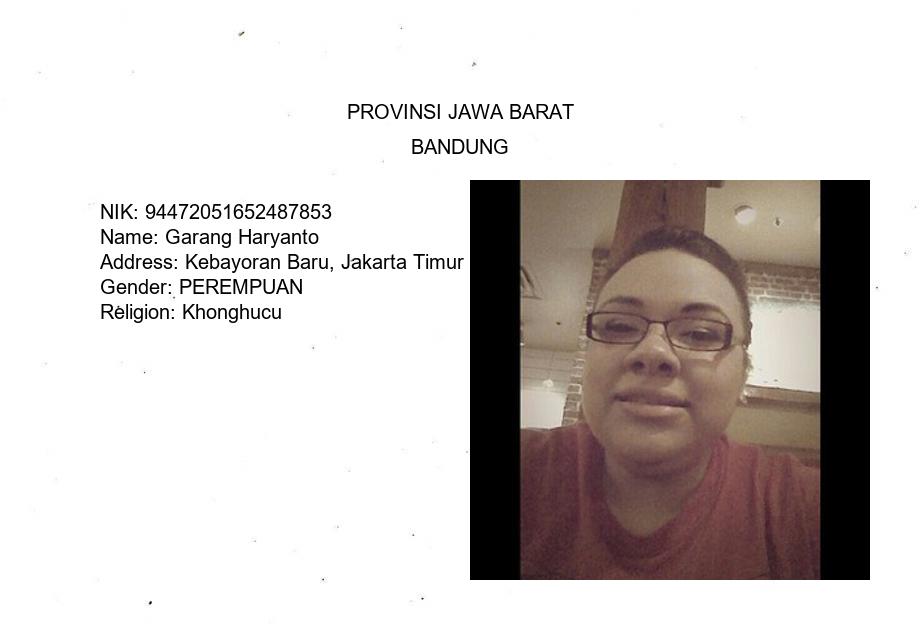 PROVINSI JAWA BARAT
BANDUNG
NIK: 94472051652487853
Name: Garang Haryanto
Address: Kebayoran Baru, Jakarta Timur
Gender: PEREMPUAN
Religion: Khonghucu